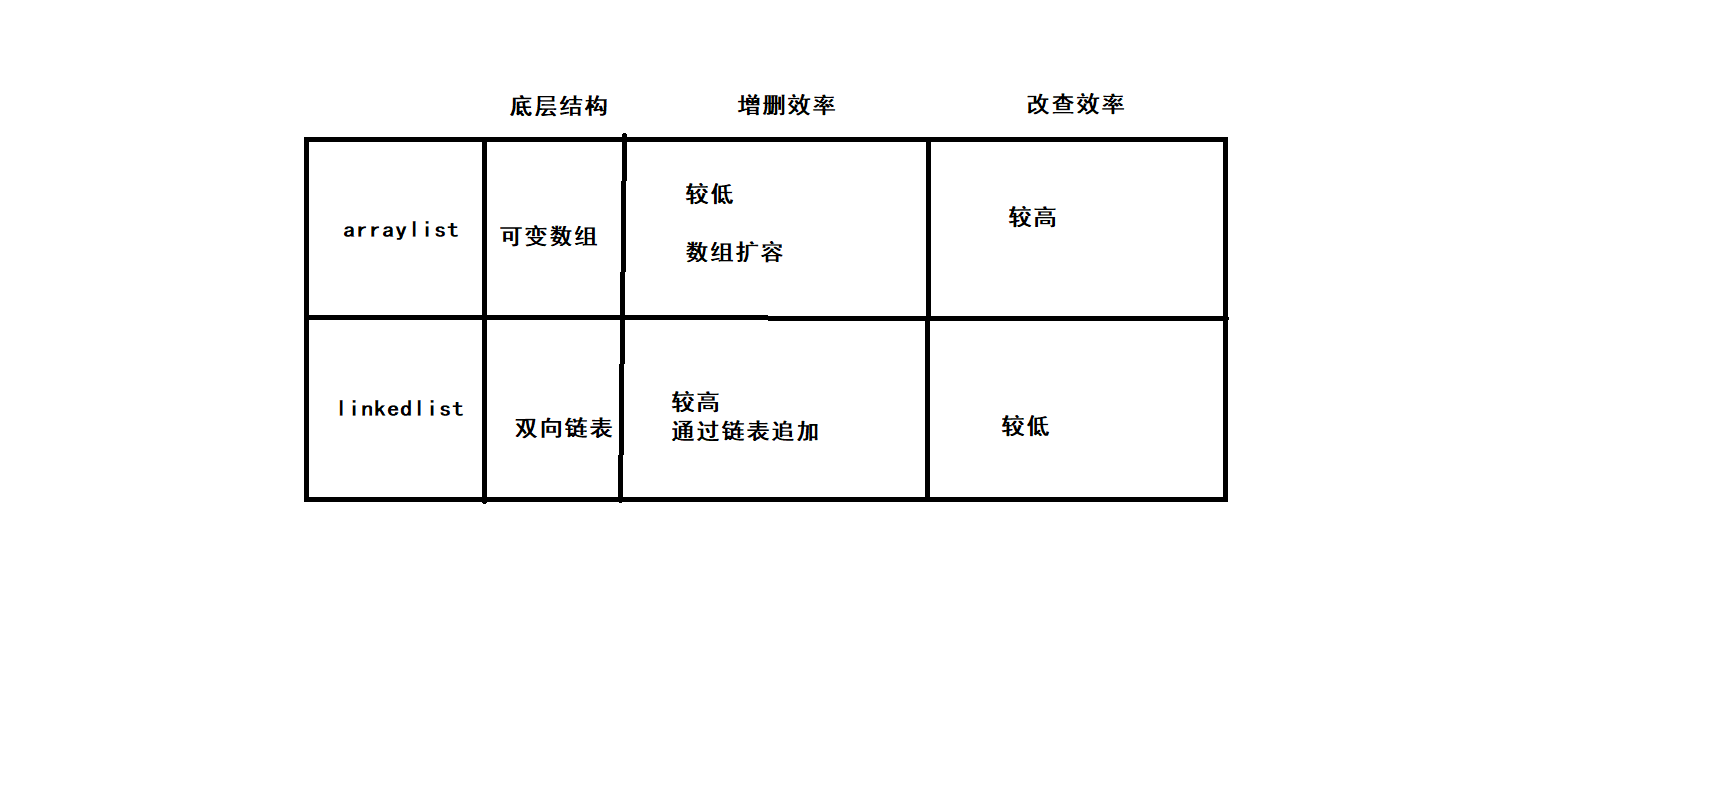 底层结构 增删效率 改查效率
arraylist
可变数组
较低
数组扩容
较高
linkedlist
双向链表
较高
通过链表追加
较低